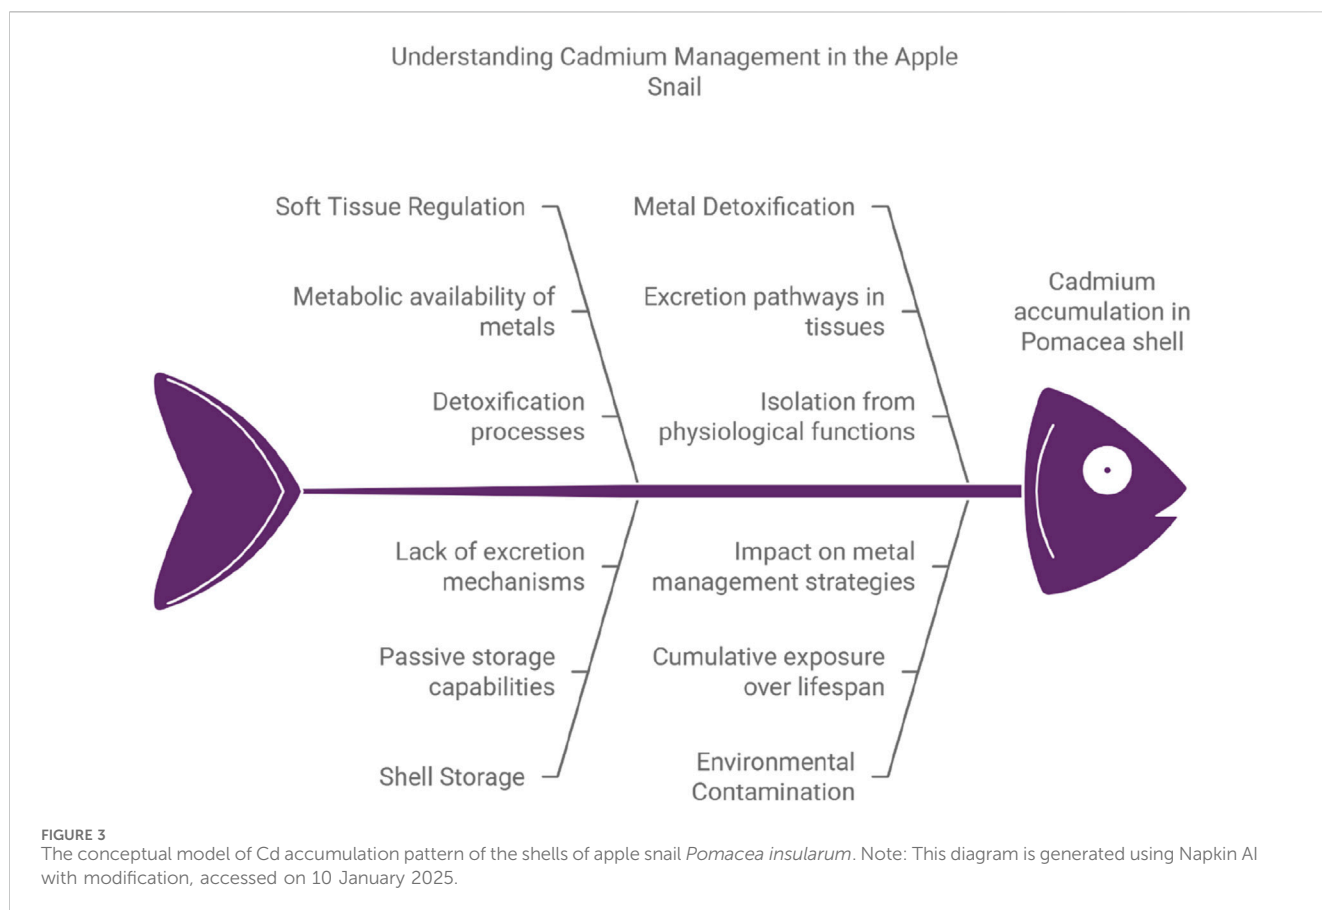 Understanding Cadmium Management in the Apple
Snail
Soft Tissue Regulation
Metabolic availability of
metals
Detoxification
processes
Metal Detoxification
Excretion pathways in
tissues
Isolation from
physiological functions
Cadmium
accumulation in
Pomacea shell
Lack of excretion
mechanisms
Passive storage
capabilities
Shell Storage
Impact on metal
management strategies
Cumulative exposure
over lifespan
Environmental
Contamination
FIGURE 3
The conceptual model of Cd accumulation pattern of the shells of apple snail Pomacea insularum. Note: This diagram is generated using Napkin AI
with modification, accessed on 10 January 2025.